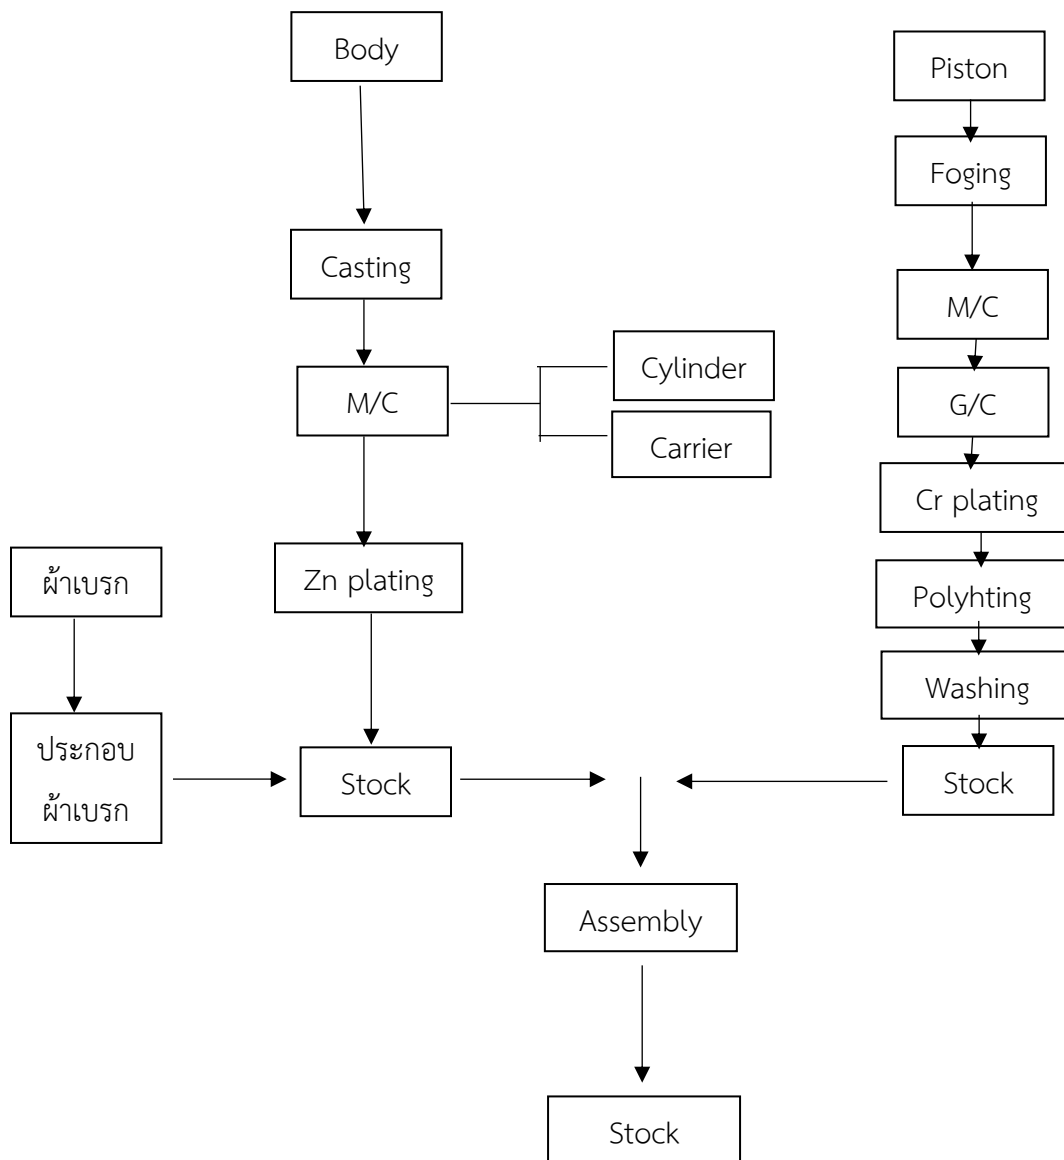 Body
Piston
Foging
Casting
M/C
M/C
Cylinder
G/C
Carrier
Cr plating
ผ้าเบรก
Zn plating
Polyhting
Washing
ประกอบ
ผ้าเบรก
Stock
Stock
Assembly
Stock